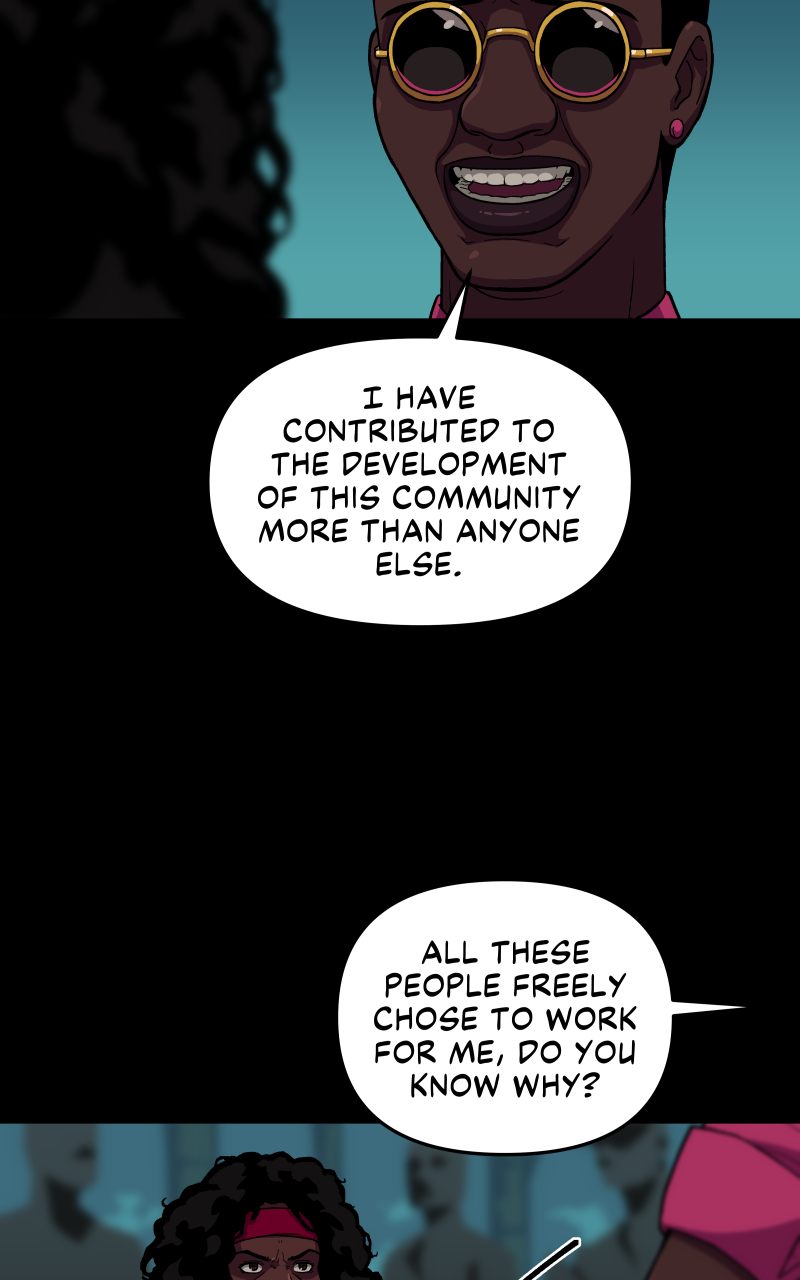 I HAVE
CONTRIBUTED TO
THE DEVELOPMENT
OF THIS COMMUNITY
MORE THAN ANYONE
ELSE.
ALL THESE
PEOPLE FREELY
CHOSE TO WORK
FOR ME, DO YOU
KNOW WHY?